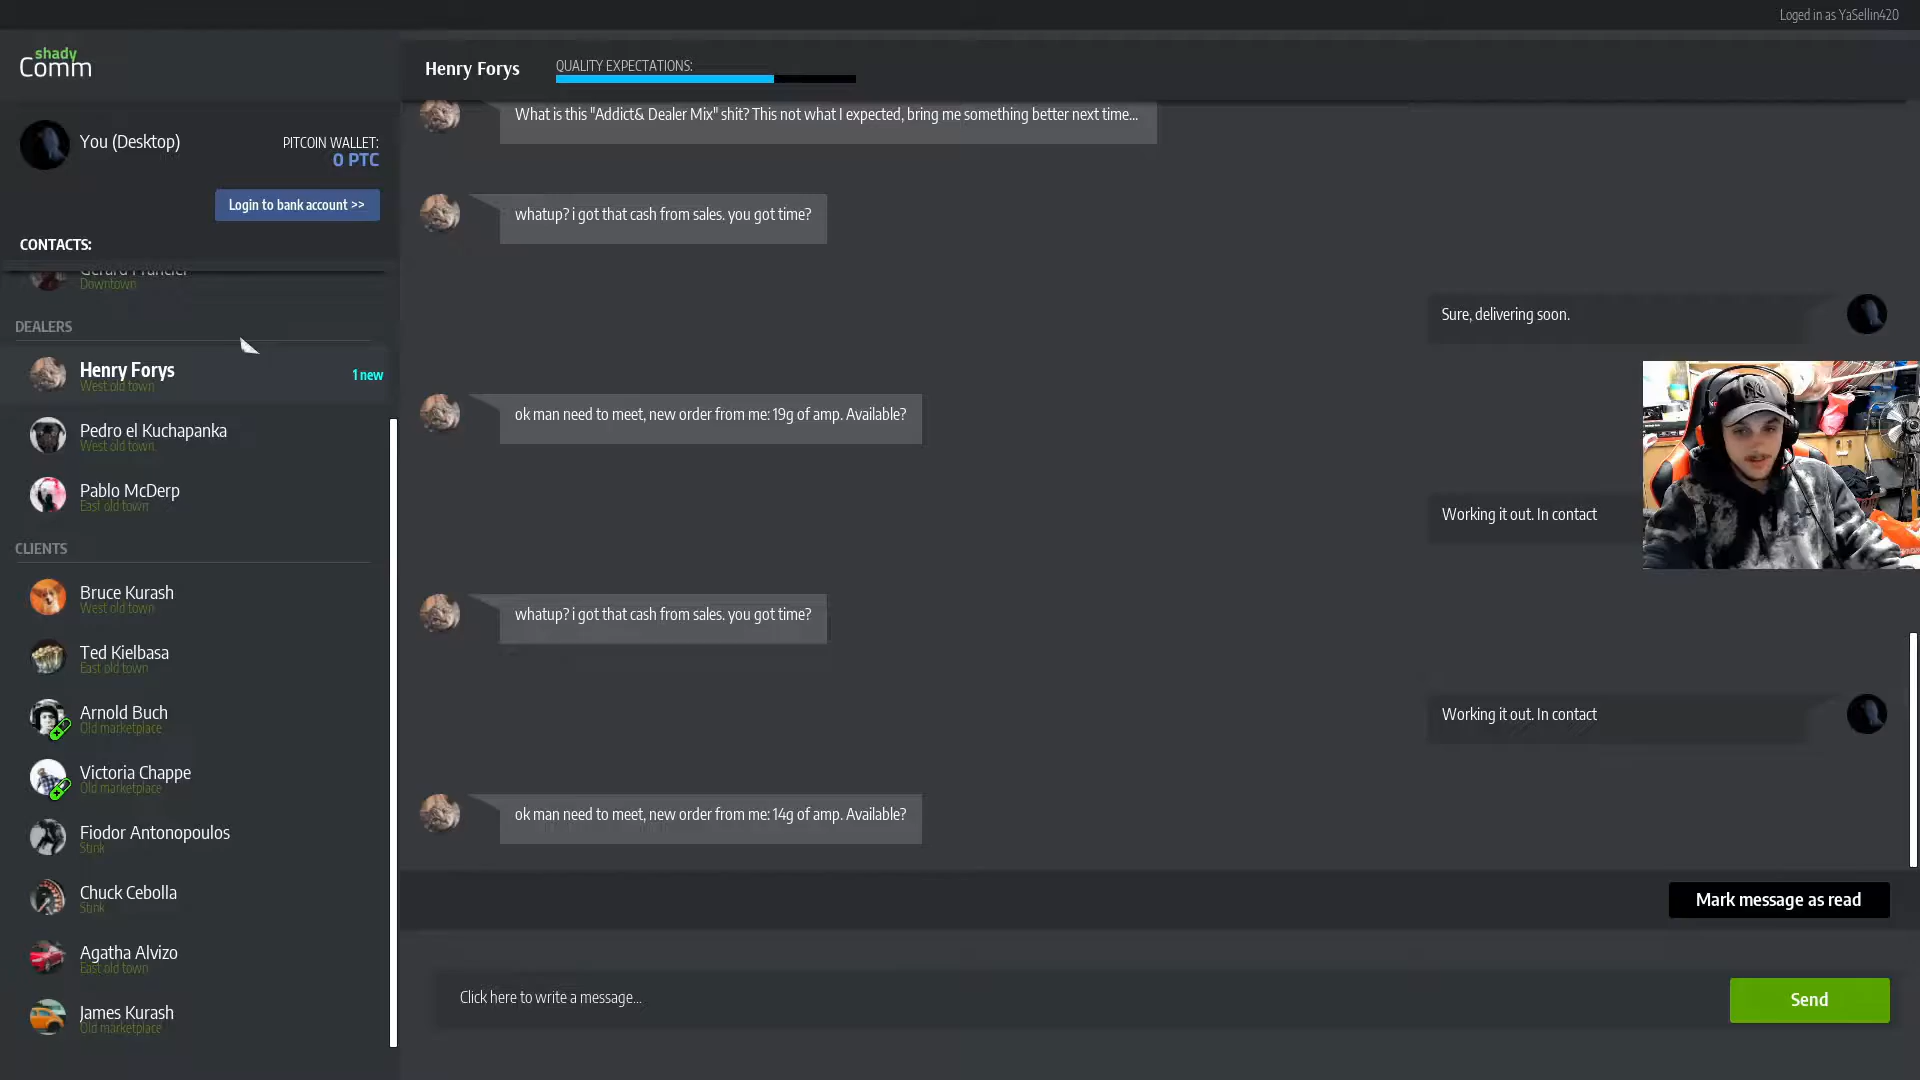 Loged in as YaSellin420
shady
Comm
You (Desktop)
PITCOIN WALLET:
0 PTC
Login to bank account >>
CONTACTS:
Downtown
DEALERS
Henry Forys
West old town
1 new
Pedro el Kuchapanka
West old town
Pablo McDerp
East old town
CLIENTS
Bruce Kurash
West old town
Ted Kielbasa
East old town
Arnold Buch
Old marketplace
Victoria Chappe
Old marketplace
Fiodor Antonopoulos
Stink
Chuck Cebolla
Stink
Agatha Alvizo
East old town
James Kurash
Old marketplace
Henry Forys
QUALITY EXPECTATIONS:
What is this "Addict& Dealer Mix" shit? This not what I expected, bring me something better next time...
whatup? i got that cash from sales. you got time?
Sure, delivering soon.
ok man need to meet, new order from me: 19g of amp. Available?
Working it out. In contact
whatup? i got that cash from sales. you got time?
Working it out. In contact
ok man need to meet, new order from me: 14g of amp. Available?
Mark message as read
Click here to write a message...
Send